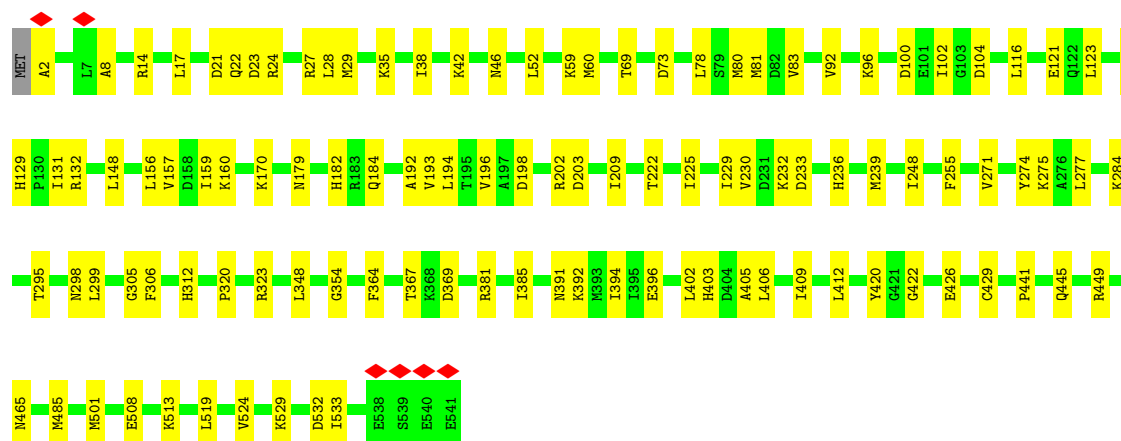 MET A2 L7 A8 R14 L17 D21 Q22 D23 R24 R27 L28 M29 K35 I38 K42 N46 L52 K59 M60 T69 D73 L78 S79 M80 M81 D82 V83 V92 K96 D100 E101 I102 G103 D104 L116 E121 Q122 L123
H129 P130 I131 R132 L148 L156 V157 D158 I159 K160 K170 N179 H182 R183 Q184 A192 V193 L194 T195 V196 A197 D198 R202 D203 I209 T222 I225 I229 V230 D231 K232 D233 H236 M239 I248 F255 V271 Y274 K275 A276 L277 K284
T295 N298 L299 G305 F306 H312 P320 R323 L348 G354 F364 T367 K368 D369 R381 I385 N391 K392 M393 I394 I395 E396 L402 H403 D404 A405 L406 I409 L412 Y420 G421 G422 E426 C429 P441 Q445 R449
N465 M485 M501 E508 K513 L519 V524 K529 D532 I533 E538 S539 E540 E541